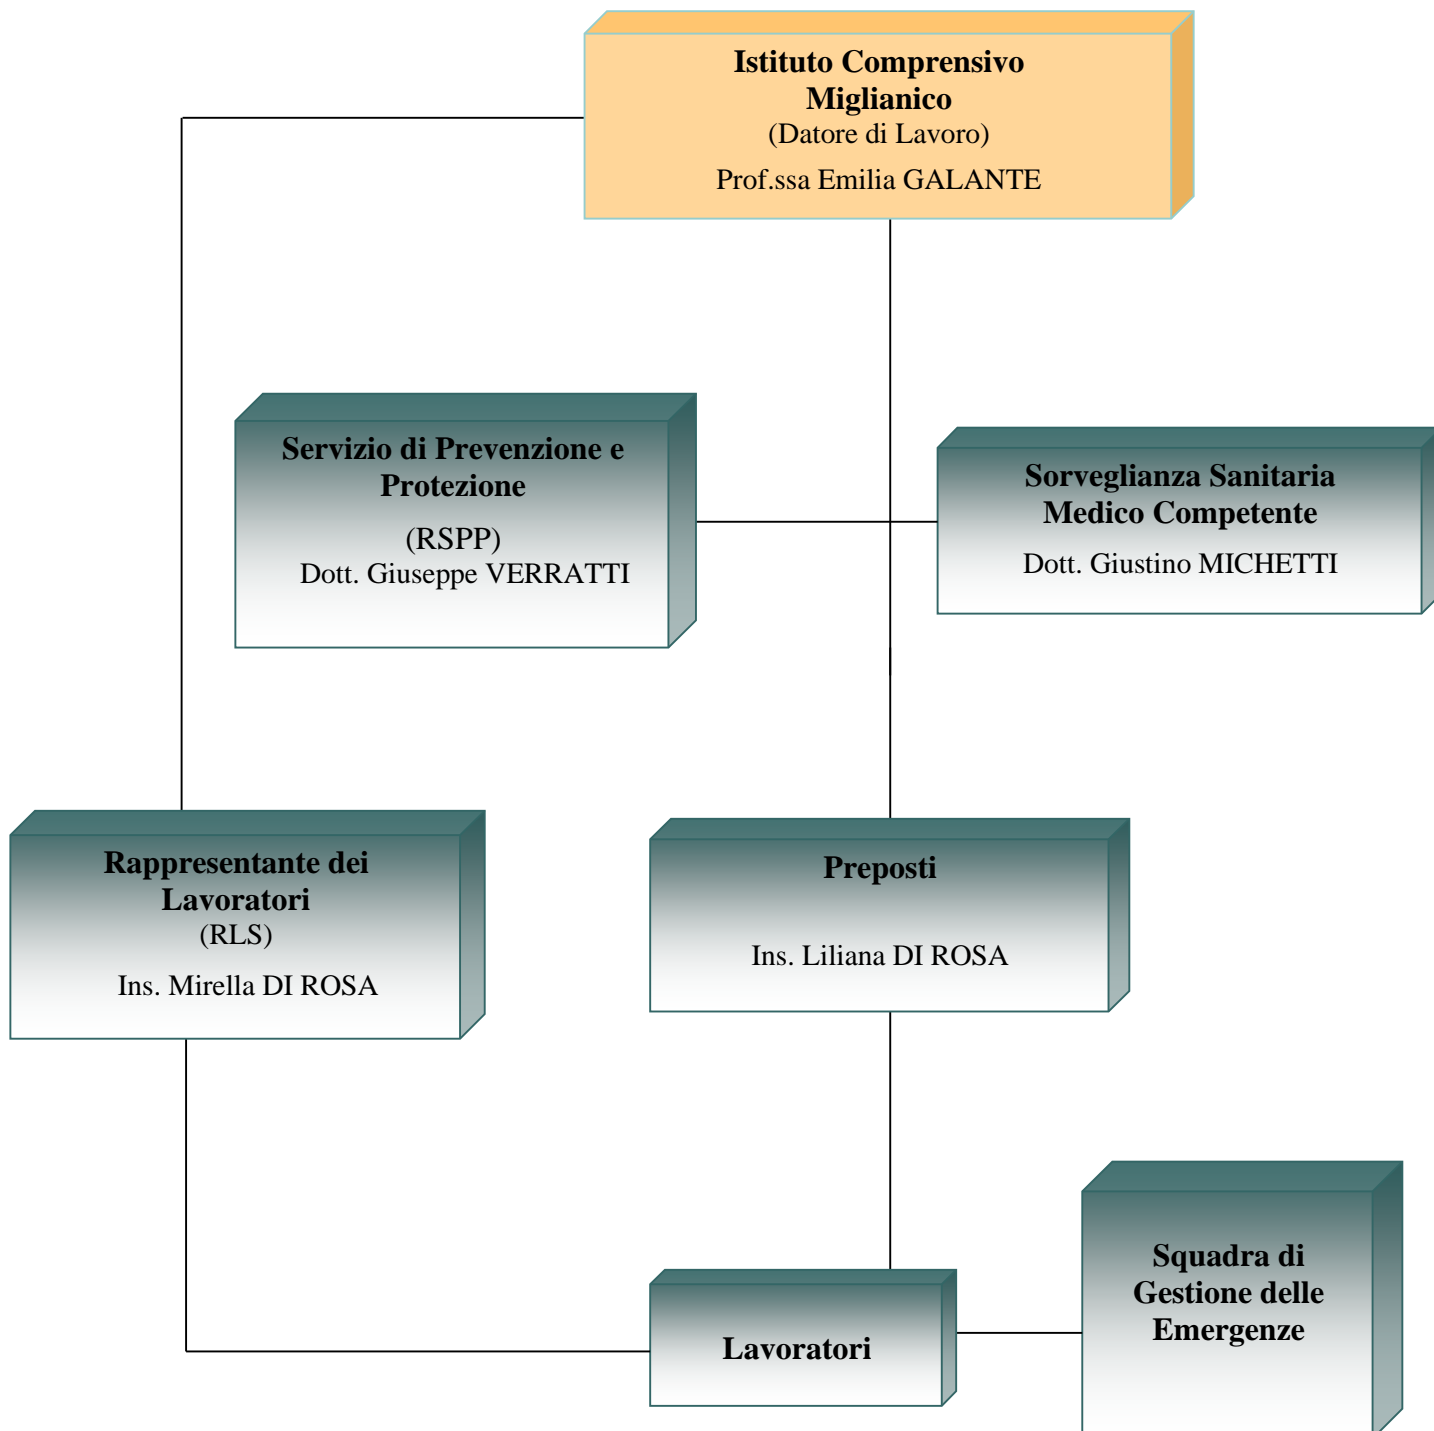 Istituto Comprensivo
Miglianico
(Datore di Lavoro)
Prof.ssa Emilia GALANTE
Servizio di Prevenzione e
Protezione
(RSPP)
Dott. Giuseppe VERRATTI
Sorveglianza Sanitaria
Medico Competente
Dott. Giustino MICHETTI
Rappresentante dei
Lavoratori
(RLS)
Ins. Mirella DI ROSA
Preposti
Ins. Liliana DI ROSA
Lavoratori
Squadra di
Gestione delle
Emergenze